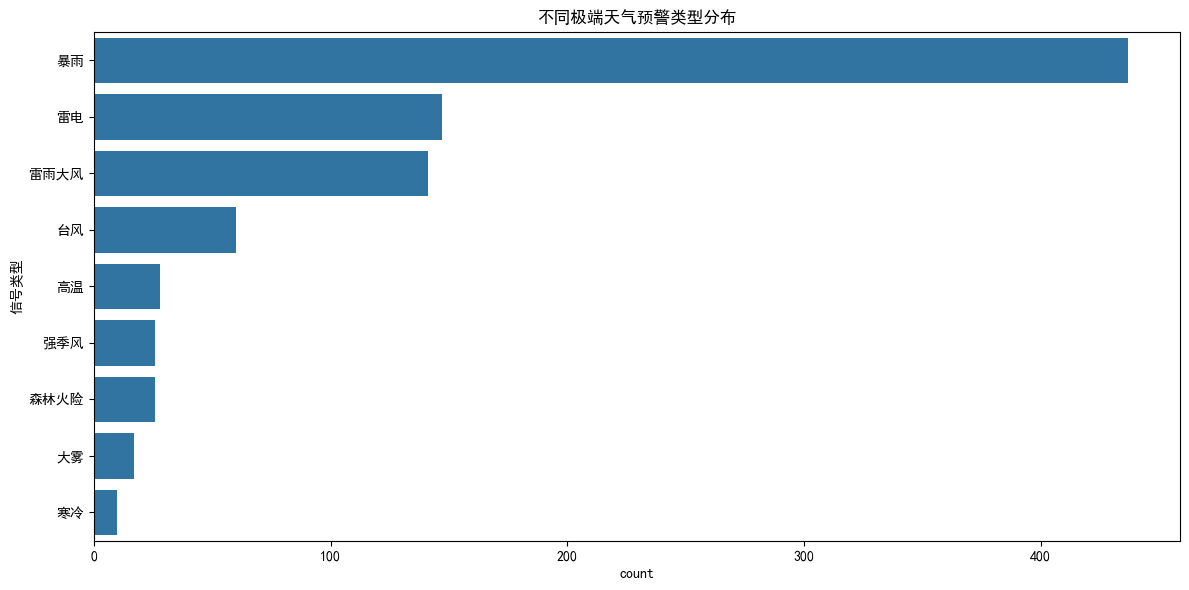 不同极端天气预警类型分布
信号类型
暴雨
雷电
雷雨大风
台风
高温
强季风
森林火险
大雾
寒冷
0 100 200 300 400
count